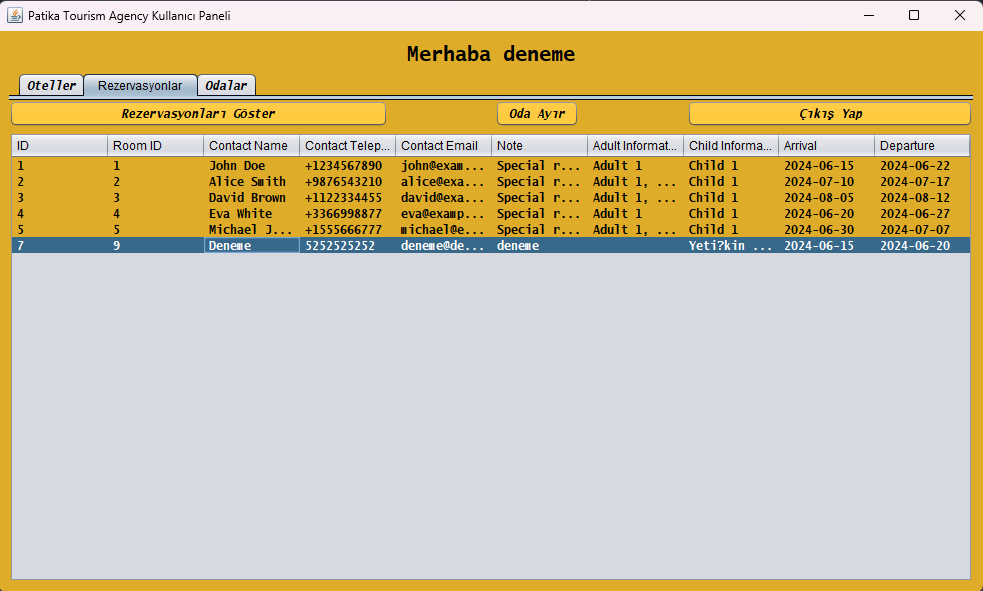 Patika Tourism Agency Kullanıcı Paneli
Merhaba deneme
Oteller Rezervasyonlar Odalar
Rezervasyonları Göster Oda Ayır Çıkış Yap
ID Room ID Contact Name Contact Telep... Contact Email Note Adult Informat... Child Informa... Arrival Departure
1 1 John Doe +1234567890 john@exam... Special r... Adult 1 Child 1 2024-06-15 2024-06-22
2 2 Alice Smith +9876543210 alice@exa... Special r... Adult 1, ... Child 1 2024-07-10 2024-07-17
3 3 David Brown +1122334455 david@exa... Special r... Adult 1, ... Child 1 2024-08-05 2024-08-12
4 4 Eva White +3366998877 eva@examp... Special r... Adult 1 Child 1 2024-06-20 2024-06-27
5 5 Michael J... +1555666777 michael@e... Special r... Adult 1, ... Child 1 2024-06-30 2024-07-07
7 9 Deneme 5252525252 deneme@de... deneme Yeti?kin ... 2024-06-15 2024-06-20